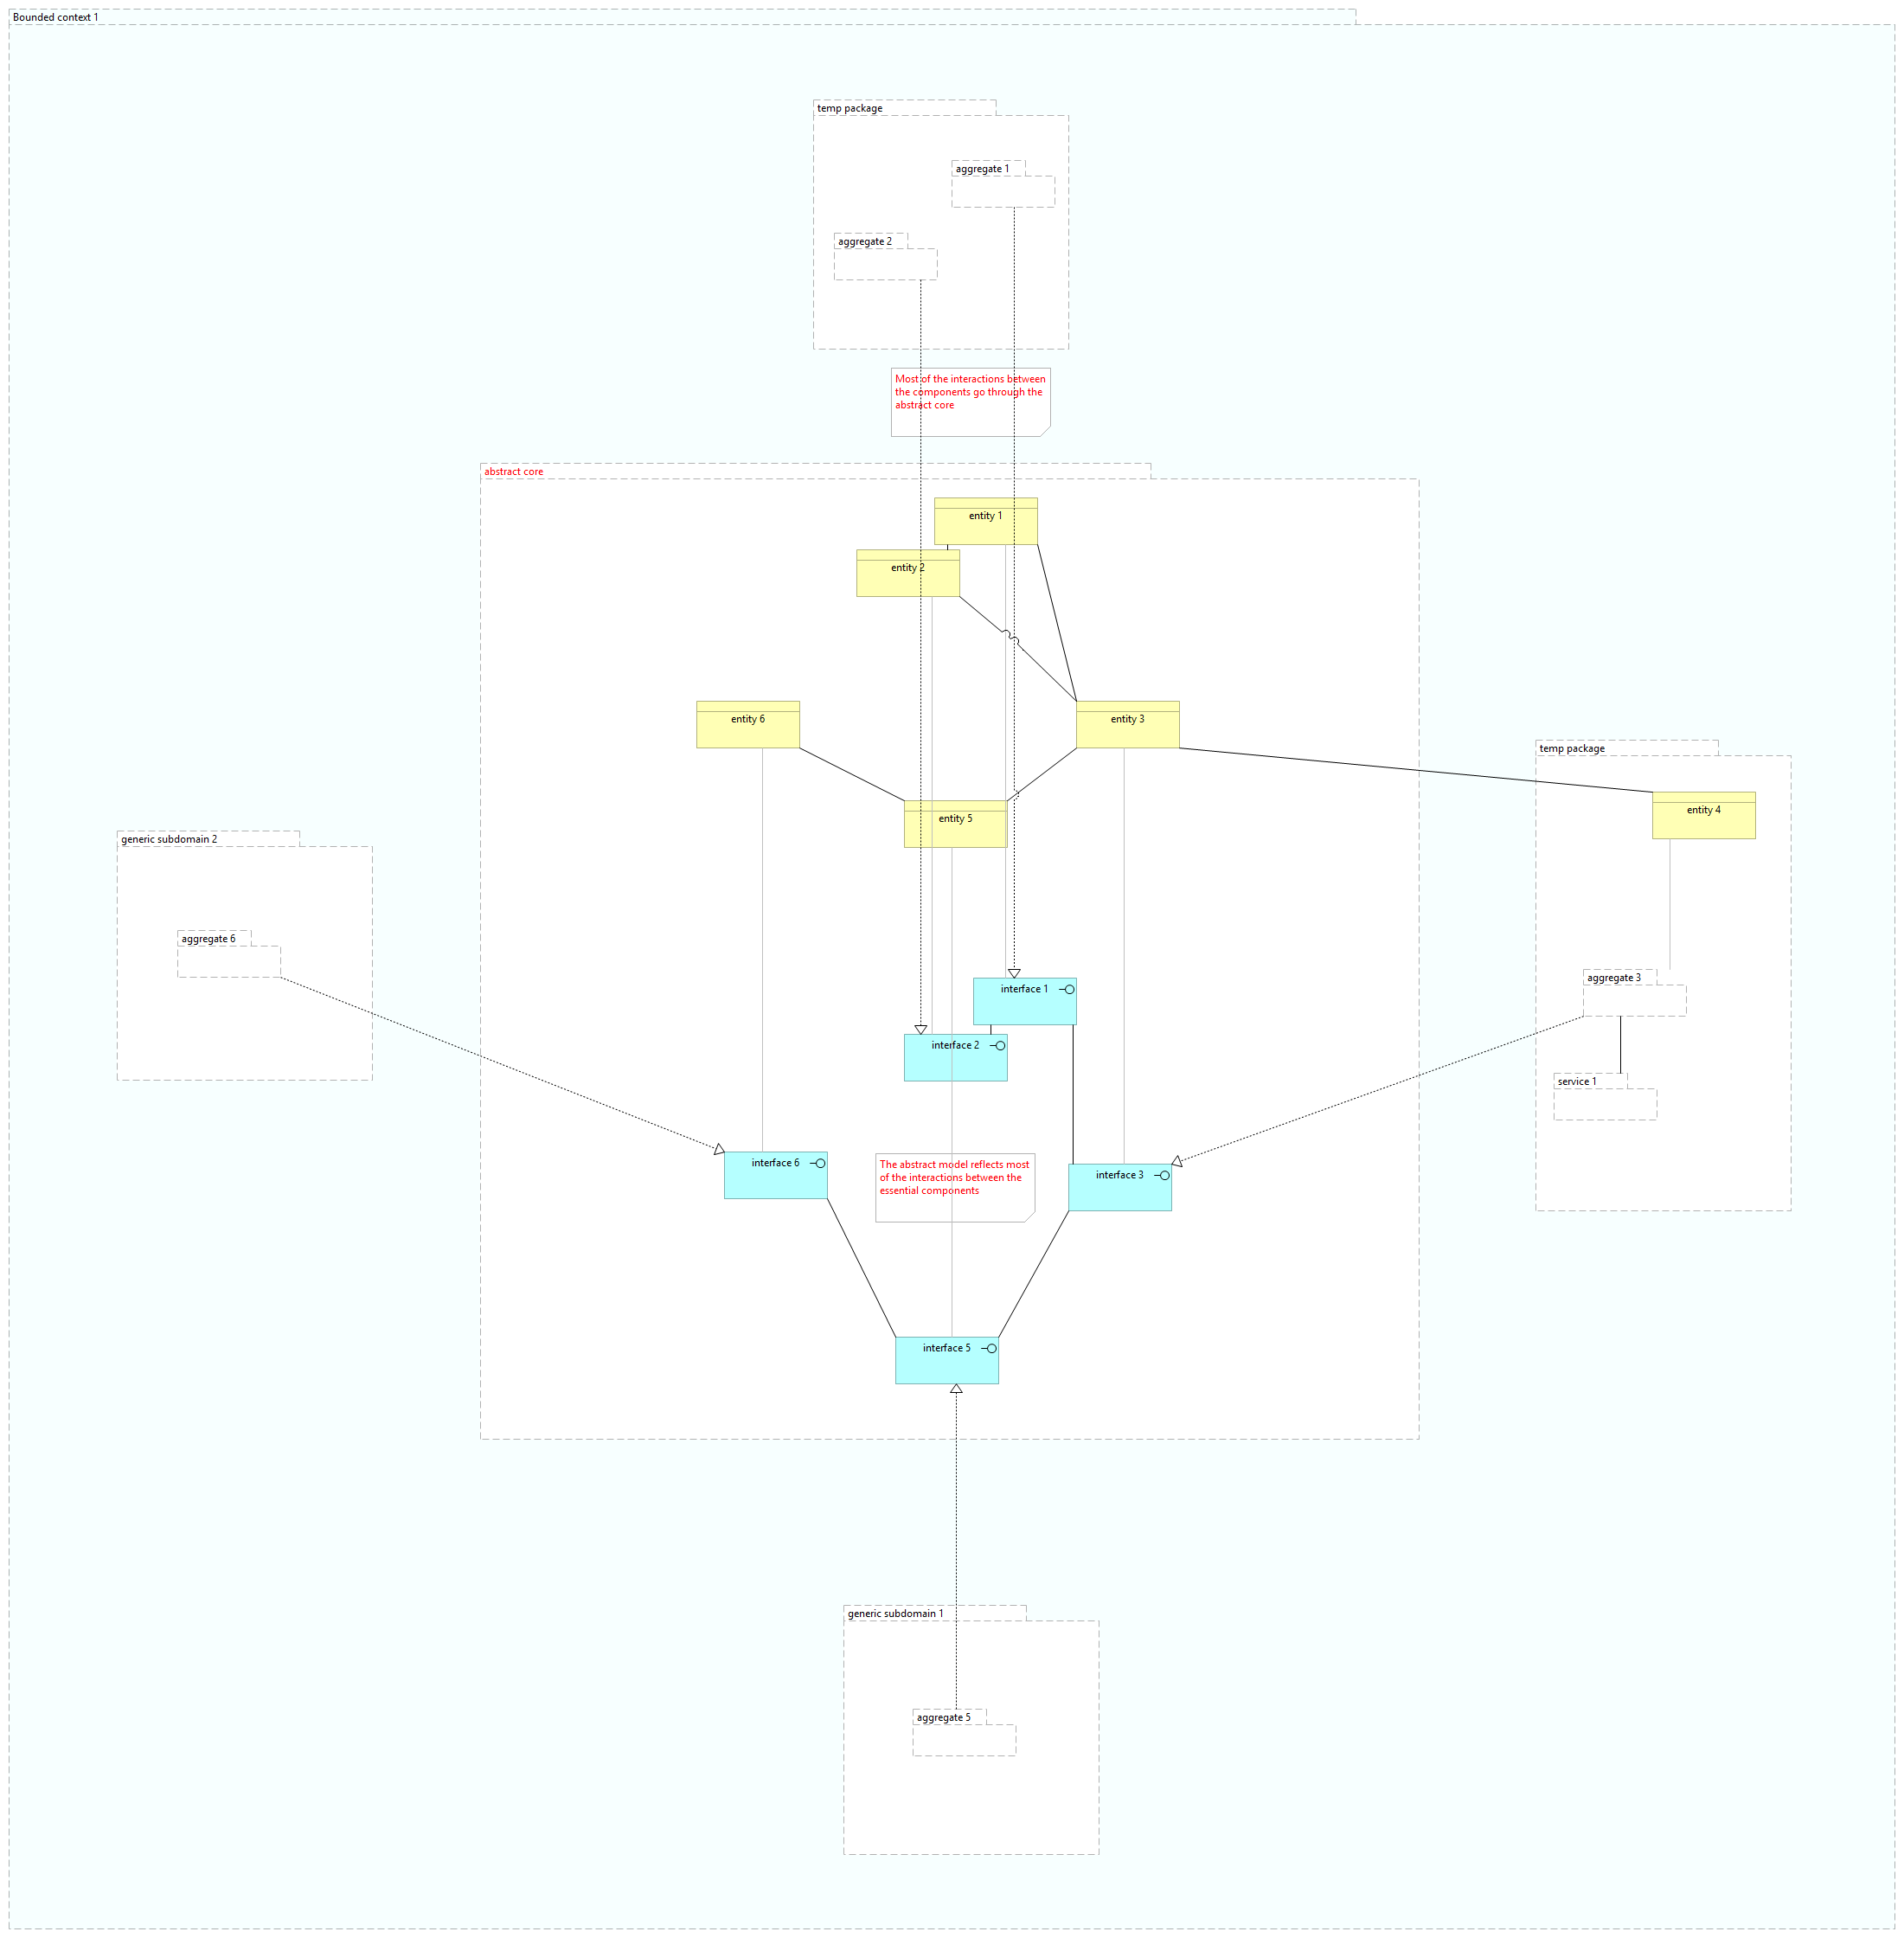 Bounded context 1
temp package
aggregate 1
aggregate 2
Most of the interactions between
the components go through the
abstract core
abstract core
entity 1
entity 2
entity 6
entity 3
temp package
entity 4
entity 5
generic subdomain 2
aggregate 6
aggregate 3
interface 1
interface 2
service 1
interface 6
The abstract model reflects most
of the interactions between the
essential components
interface 3
interface 5
generic subdomain 1
aggregate 5